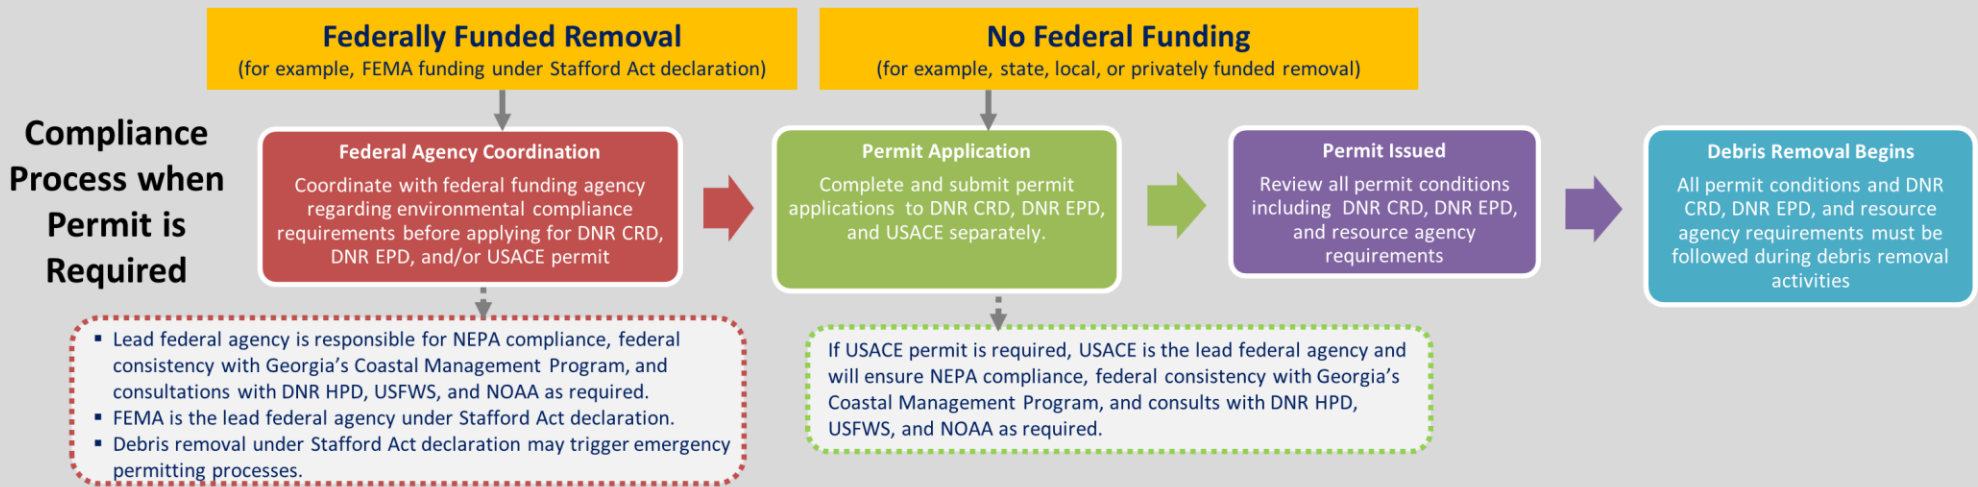 Compliance
Process when
Permit is
Required
Federally Funded Removal
(for example, FEMA funding under Stafford Act declaration)
No Federal Funding
(for example, state, local, or privately funded removal)
Federal Agency Coordination
Coordinate with federal funding agency
regarding environmental compliance
requirements before applying for DNR CRD,
DNR EPD, and/or USACE permit
Permit Application
Complete and submit permit
applications to DNR CRD, DNR EPD,
and USACE separately.
Permit Issued
Review all permit conditions
including DNR CRD, DNR EPD,
and resource agency
requirements
Debris Removal Begins
All permit conditions and DNR
CRD, DNR EPD, and resource
agency requirements must be
followed during debris removal
activities
▪ Lead federal agency is responsible for NEPA compliance, federal
consistency with Georgia's Coastal Management Program, and
consultations with DNR HPD, USFWS, and NOAA as required.
▪ FEMA is the lead federal agency under Stafford Act declaration.
▪ Debris removal under Stafford Act declaration may trigger emergency
permitting processes.
If USACE permit is required, USACE is the lead federal agency and
will ensure NEPA compliance, federal consistency with Georgia's
Coastal Management Program, and consults with DNR HPD,
USFWS, and NOAA as required.